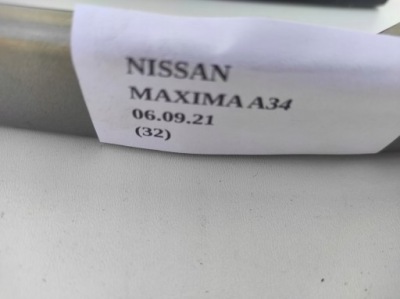 NISSAN
MAXIMA A34
06.09.21
(32)